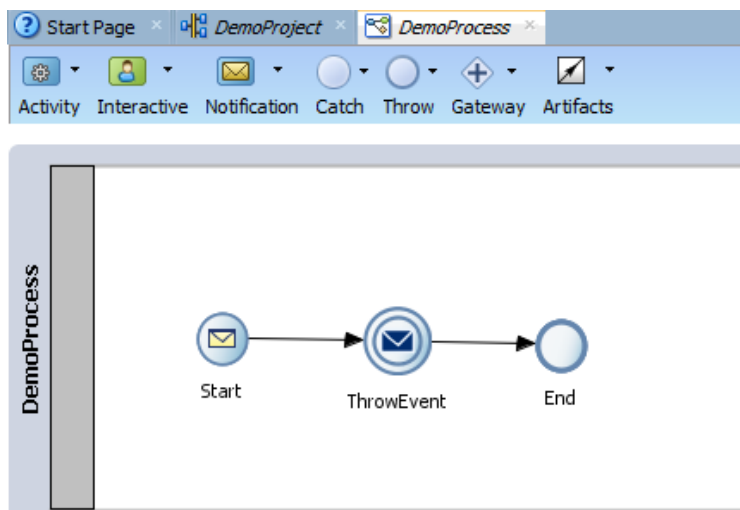 Start Page DemoProject DemoProcess
Activity Interactive Notification Catch Throw Gateway Artifacts
DemoProcess
Start
ThrowEvent
End